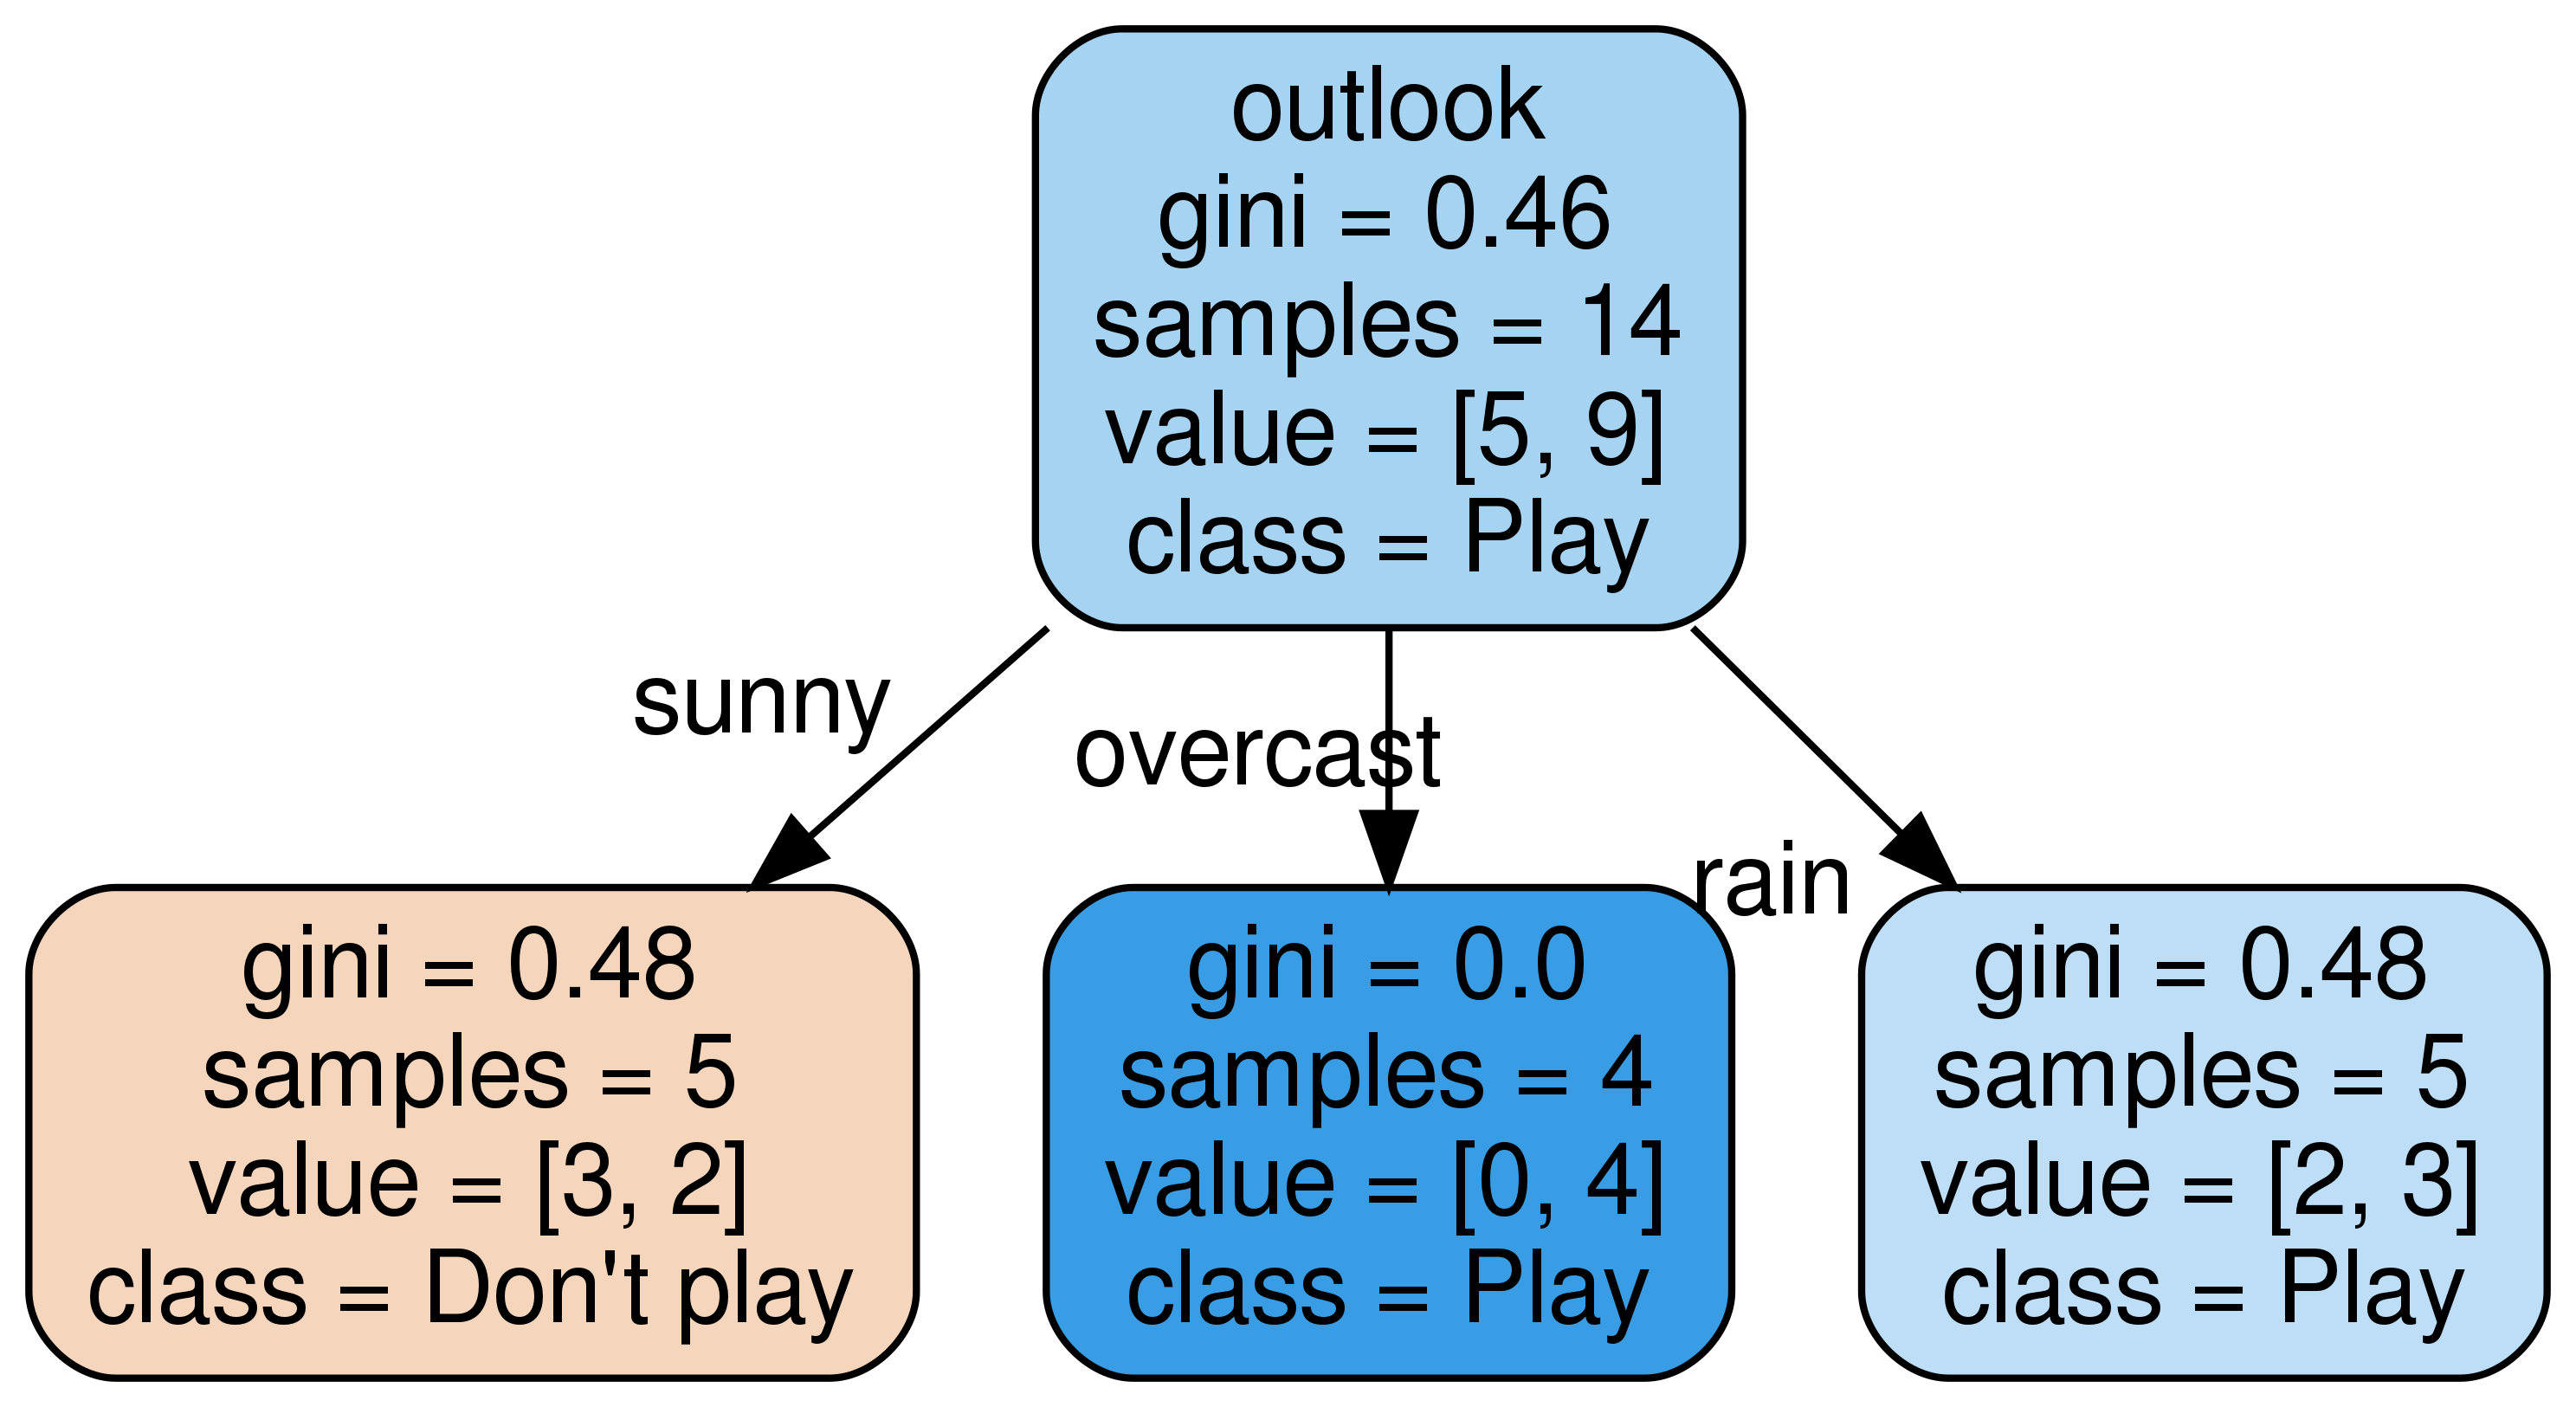 outlook
gini = 0.46
samples = 14
value = [5, 9]
class = Play
sunny
overcast
rain
gini = 0.48
samples = 5
value = [3, 2]
class = Don't play
gini = 0.0
samples = 4
value = [0, 4]
class = Play
gini = 0.48
samples = 5
value = [2, 3]
class = Play